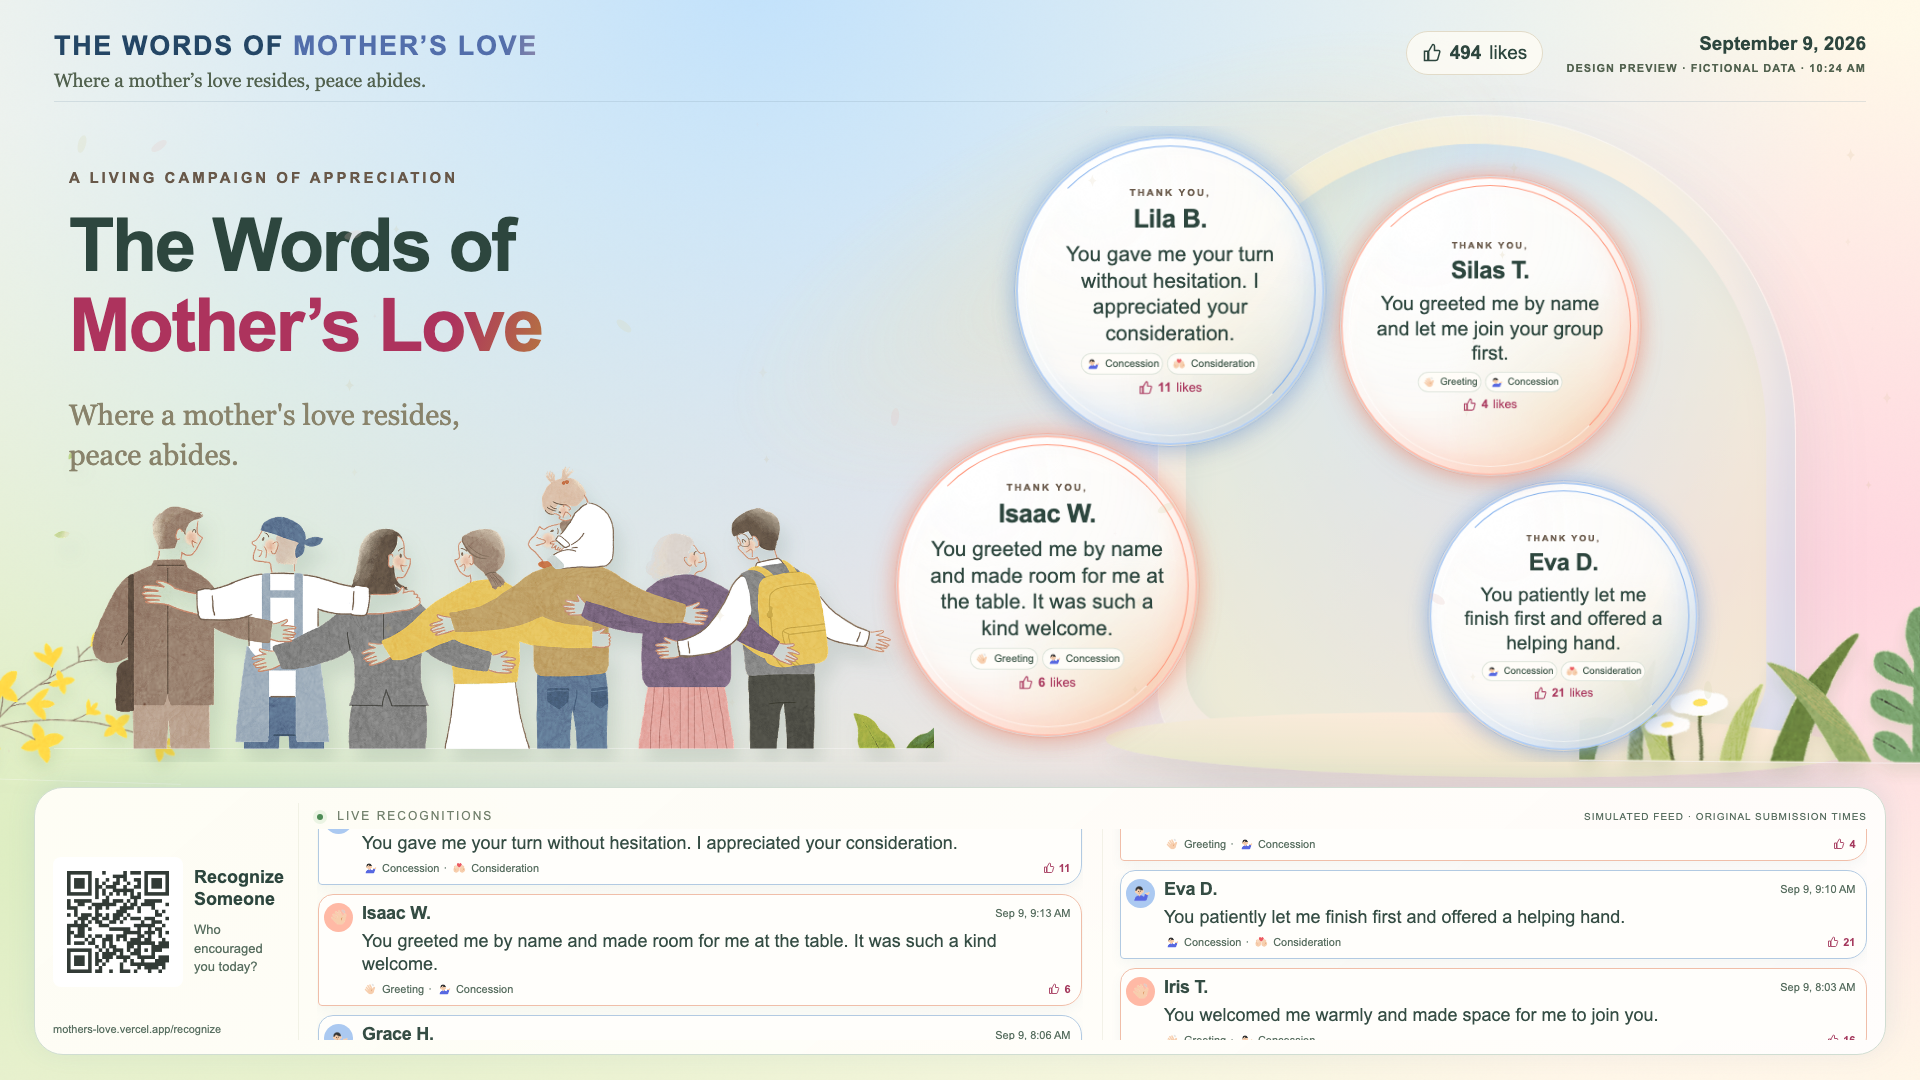 THE WORDS OF MOTHER’S LOVE
Where a mother’s love resides, peace abides.
494 likes
September 9, 2026
DESIGN PREVIEW · FICTIONAL DATA · 10:24 AM
A LIVING CAMPAIGN OF APPRECIATION
The Words of
Mother’s Love
Where a mother's love resides,
peace abides.
THANK YOU,
Lila B.
You gave me your turn
without hesitation. I
appreciated your
consideration.
Concession Consideration
11 likes
THANK YOU,
Silas T.
You greeted me by name
and let me join your group
first.
Greeting Concession
4 likes
THANK YOU,
Isaac W.
You greeted me by name
and made room for me at
the table. It was such a
kind welcome.
Greeting Concession
6 likes
THANK YOU,
Eva D.
You patiently let me
finish first and offered a
helping hand.
Concession Consideration
21 likes
Recognize
Someone
Who
encouraged
you today?
mothers-love.vercel.app/recognize
LIVE RECOGNITIONS
SIMULATED FEED · ORIGINAL SUBMISSION TIMES
You gave me your turn without hesitation. I appreciated your consideration.
Concession · Consideration
11
Isaac W.
Sep 9, 9:13 AM
You greeted me by name and made room for me at the table. It was such a kind
welcome.
Greeting · Concession
6
Grace H.
Sep 9, 8:06 AM
Greeting · Concession
4
Eva D.
Sep 9, 9:10 AM
You patiently let me finish first and offered a helping hand.
Concession · Consideration
21
Iris T.
Sep 9, 8:03 AM
You welcomed me warmly and made space for me to join you.
Greeting · Concession
16